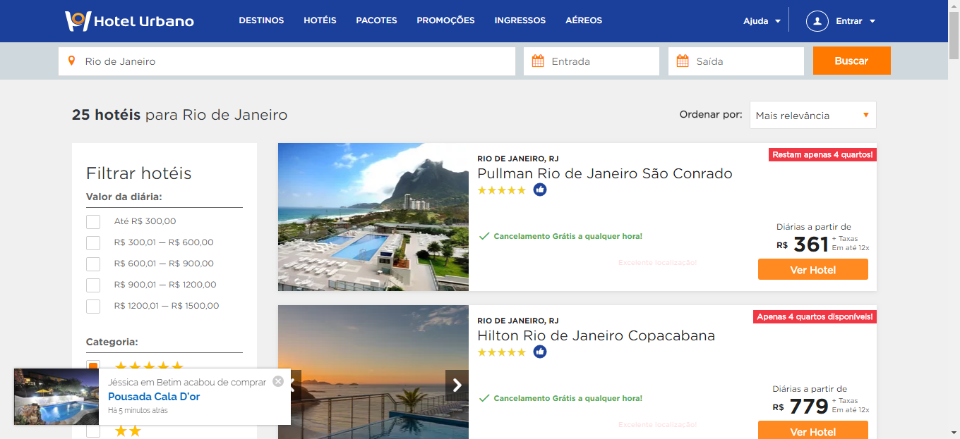 Hotel Urbano
DESTINOS HOTÉIS PACOTES PROMOÇÕES INGRESSOS AÉREOS
Ajuda Entrar
Rio de Janeiro Entrada Saída Buscar
25 hotéis para Rio de Janeiro
Ordenar por: Mais relevância
Filtrar hotéis
Valor da diária:
Até R$ 300,00
R$ 300,01 — R$ 600,00
R$ 600,01 — R$ 900,00
R$ 900,01 — R$ 1200,00
R$ 1200,01 — R$ 1500,00
Categoria:
Jéssica em Betim acabou de comprar
Pousada Cala D'or
Há 5 minutos atrás
RIO DE JANEIRO, RJ
Restam apenas 4 quartos!
Pullman Rio de Janeiro São Conrado
Cancelamento Grátis a qualquer hora!
Excelente localização!
Diárias a partir de
R$ 361 + Taxas
Em até 12x
Ver Hotel
RIO DE JANEIRO, RJ
Apenas 4 quartos disponíveis!
Hilton Rio de Janeiro Copacabana
Cancelamento Grátis a qualquer hora!
Excelente localização!
Diárias a partir de
R$ 779 + Taxas
Em até 12x
Ver Hotel